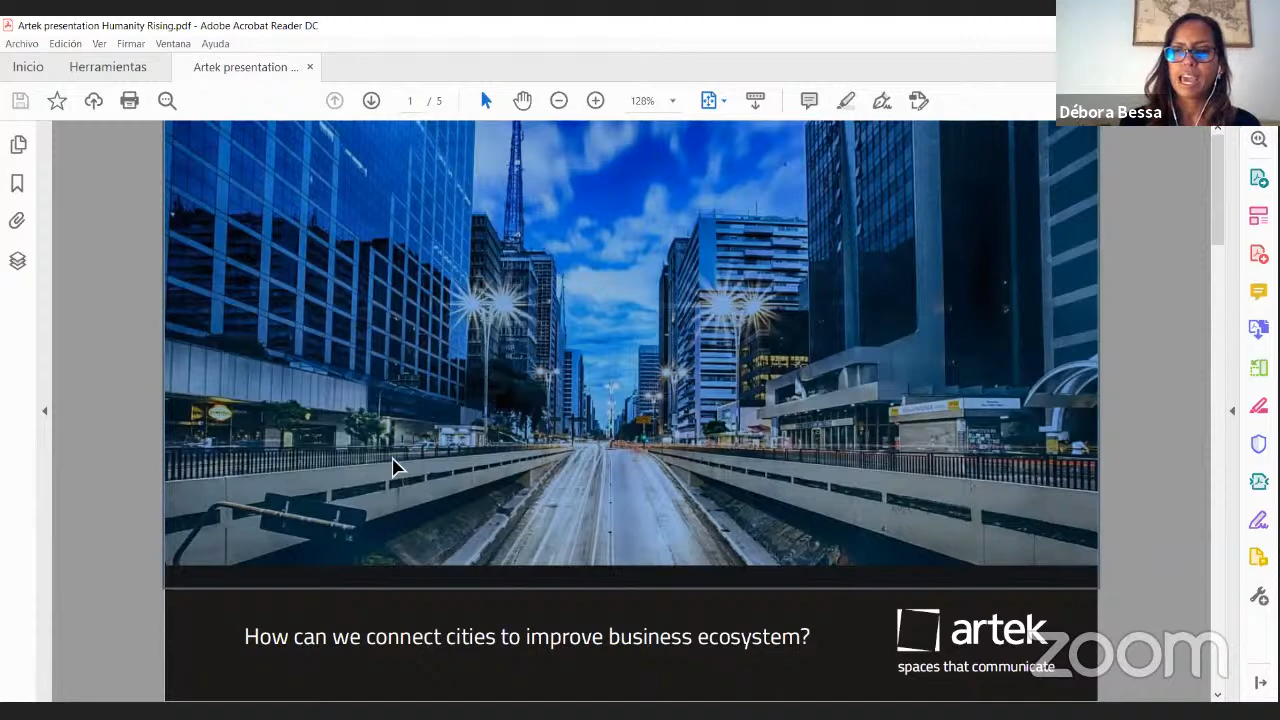 Artek presentation Humanity Rising.pdf - Adobe Acrobat Reader DC
Archivo Edición Ver Firmar Ventana Ayuda
Inicio Herramientas Artek presentation ... ×
1 / 5 128%
Débora Bessa
How can we connect cities to improve business ecosystem?
artek
spaces that communicate
zoom